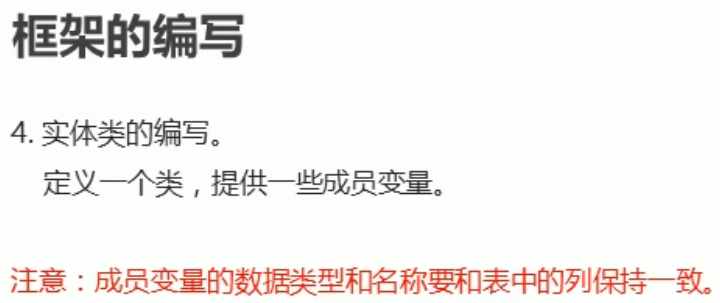 框架的编写
4. 实体类的编写。
定义一个类，提供一些成员变量。
注意：成员变量的数据类型和名称要和表中的列保持一致。